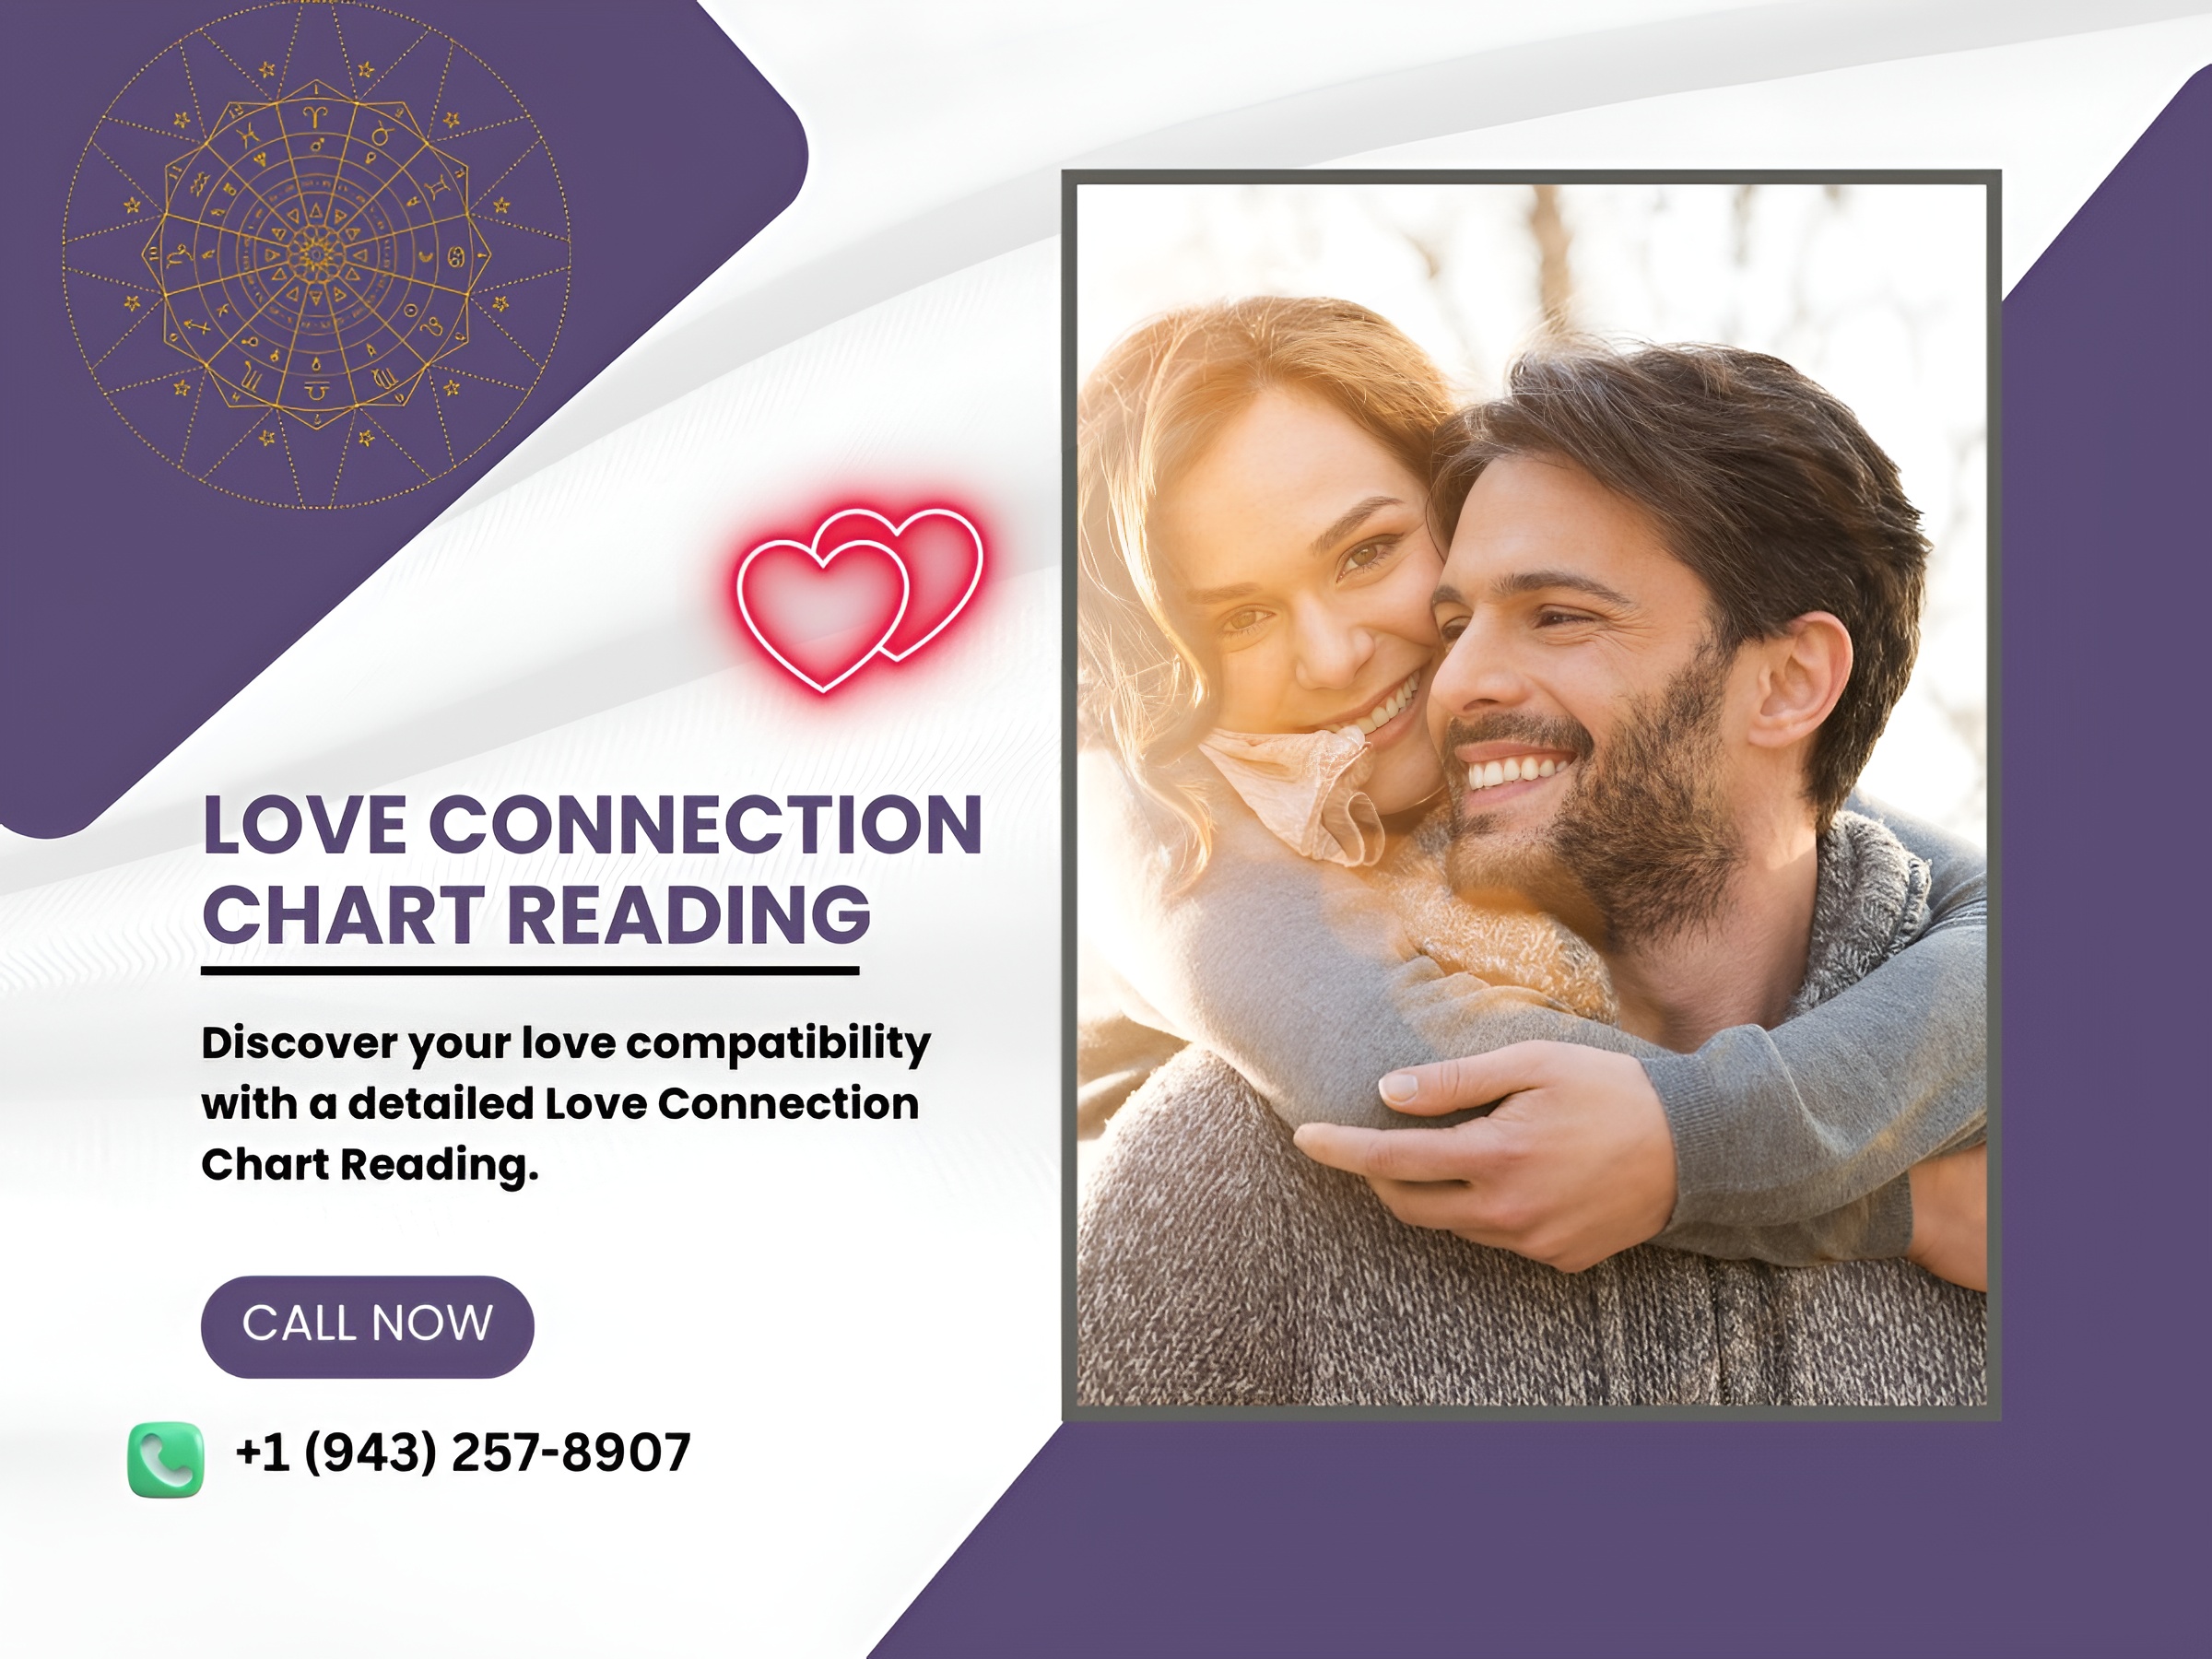 LOVE CONNECTION
CHART READING
Discover your love compatibility
with a detailed Love Connection
Chart Reading.
CALL NOW
+1 (943) 257-8907